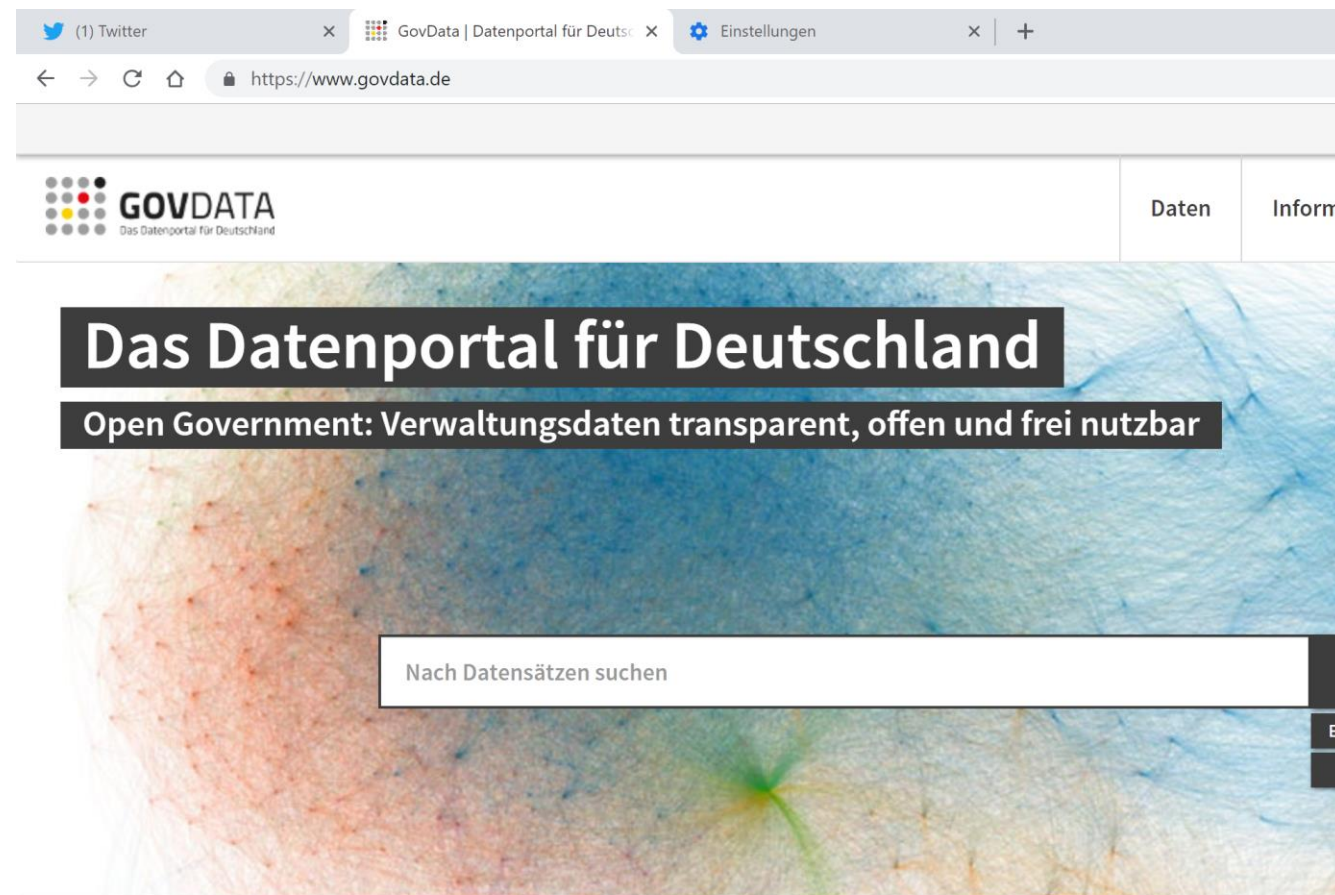 (1) Twitter
GovData | Datenportal für Deutsc
Einstellungen
https://www.govdata.de
GOVDATA
Das Datenportal für Deutschland
Daten
Inform
Das Datenportal für Deutschland
Open Government: Verwaltungsdaten transparent, offen und frei nutzbar
Nach Datensätzen suchen